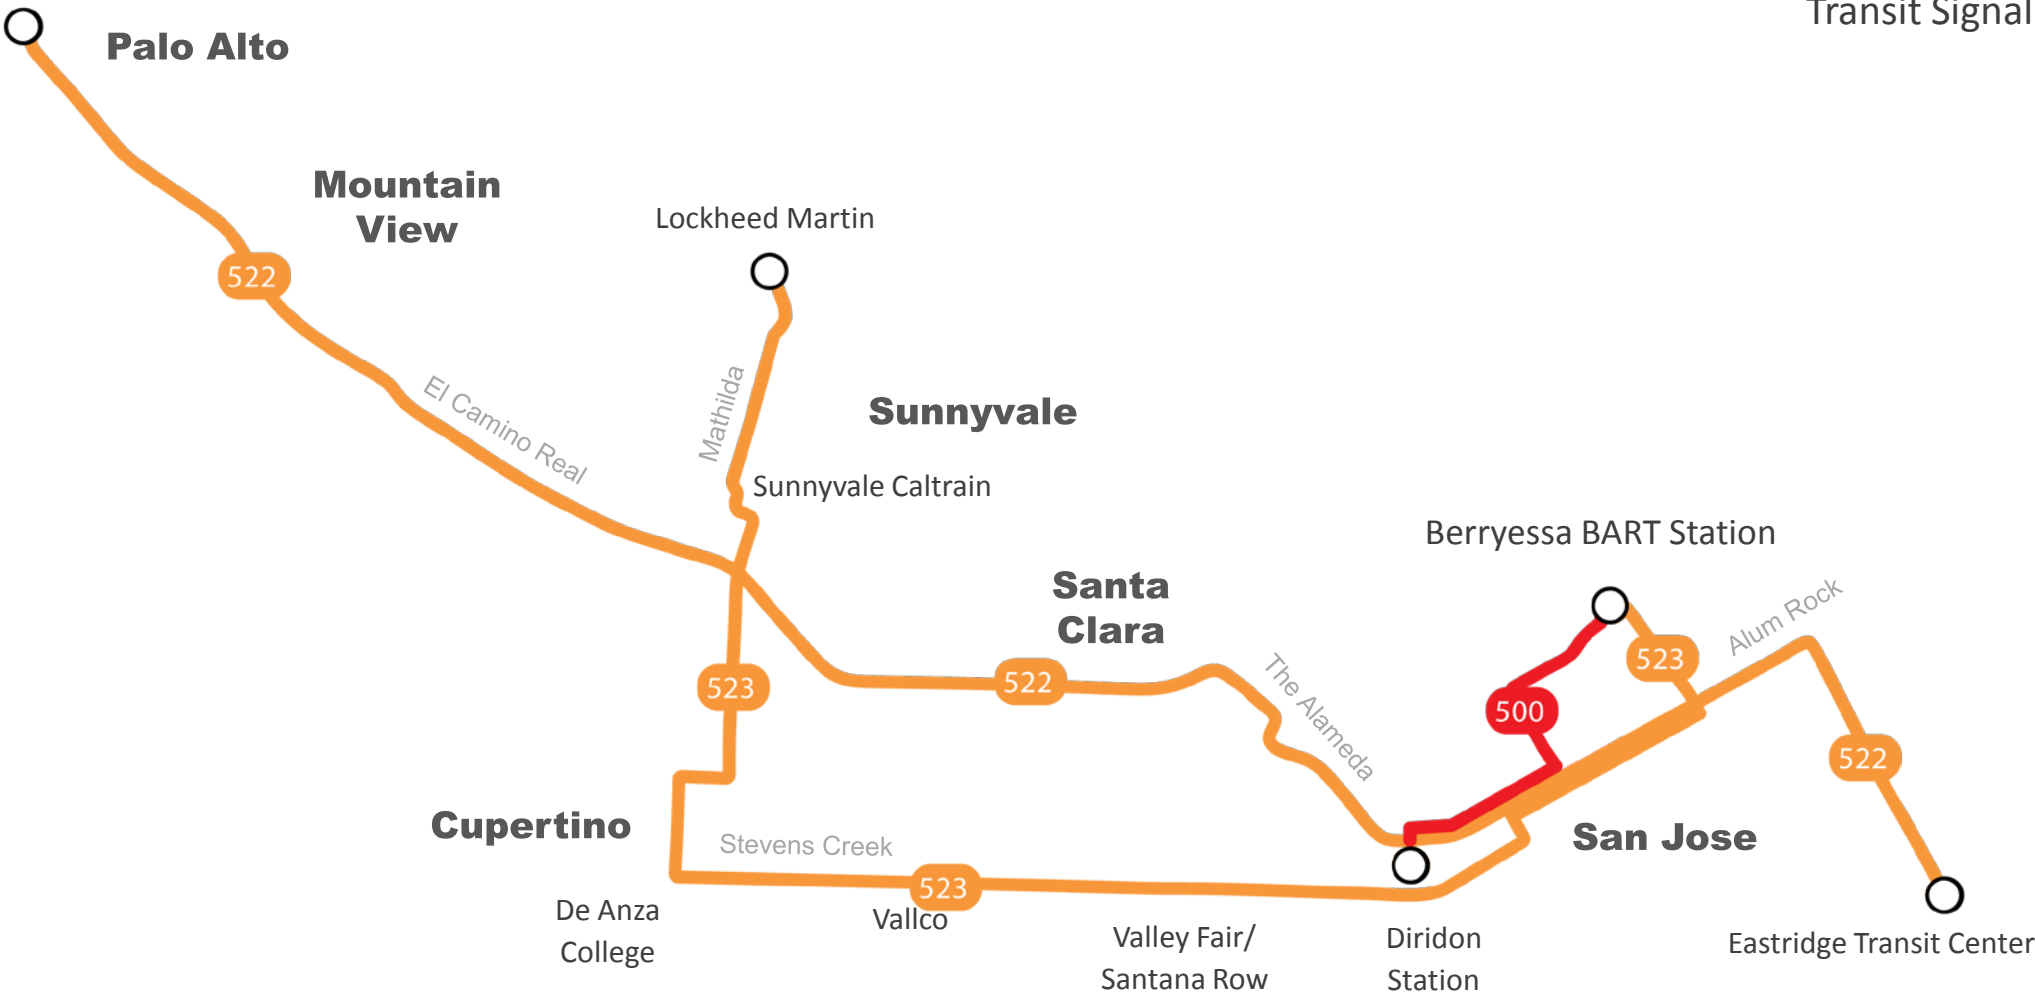 Transit Signal
Palo Alto
Mountain
View
Lockheed Martin
522
Mathilda
El Camino Real
Sunnyvale
Sunnyvale Caltrain
Berryessa BART Station
Santa
Clara
Alum Rock
The Alameda
523
522
523
500
522
Cupertino
Stevens Creek
San Jose
523
De Anza
College
Vallco
Valley Fair/
Santana Row
Diridon
Station
Eastridge Transit Center